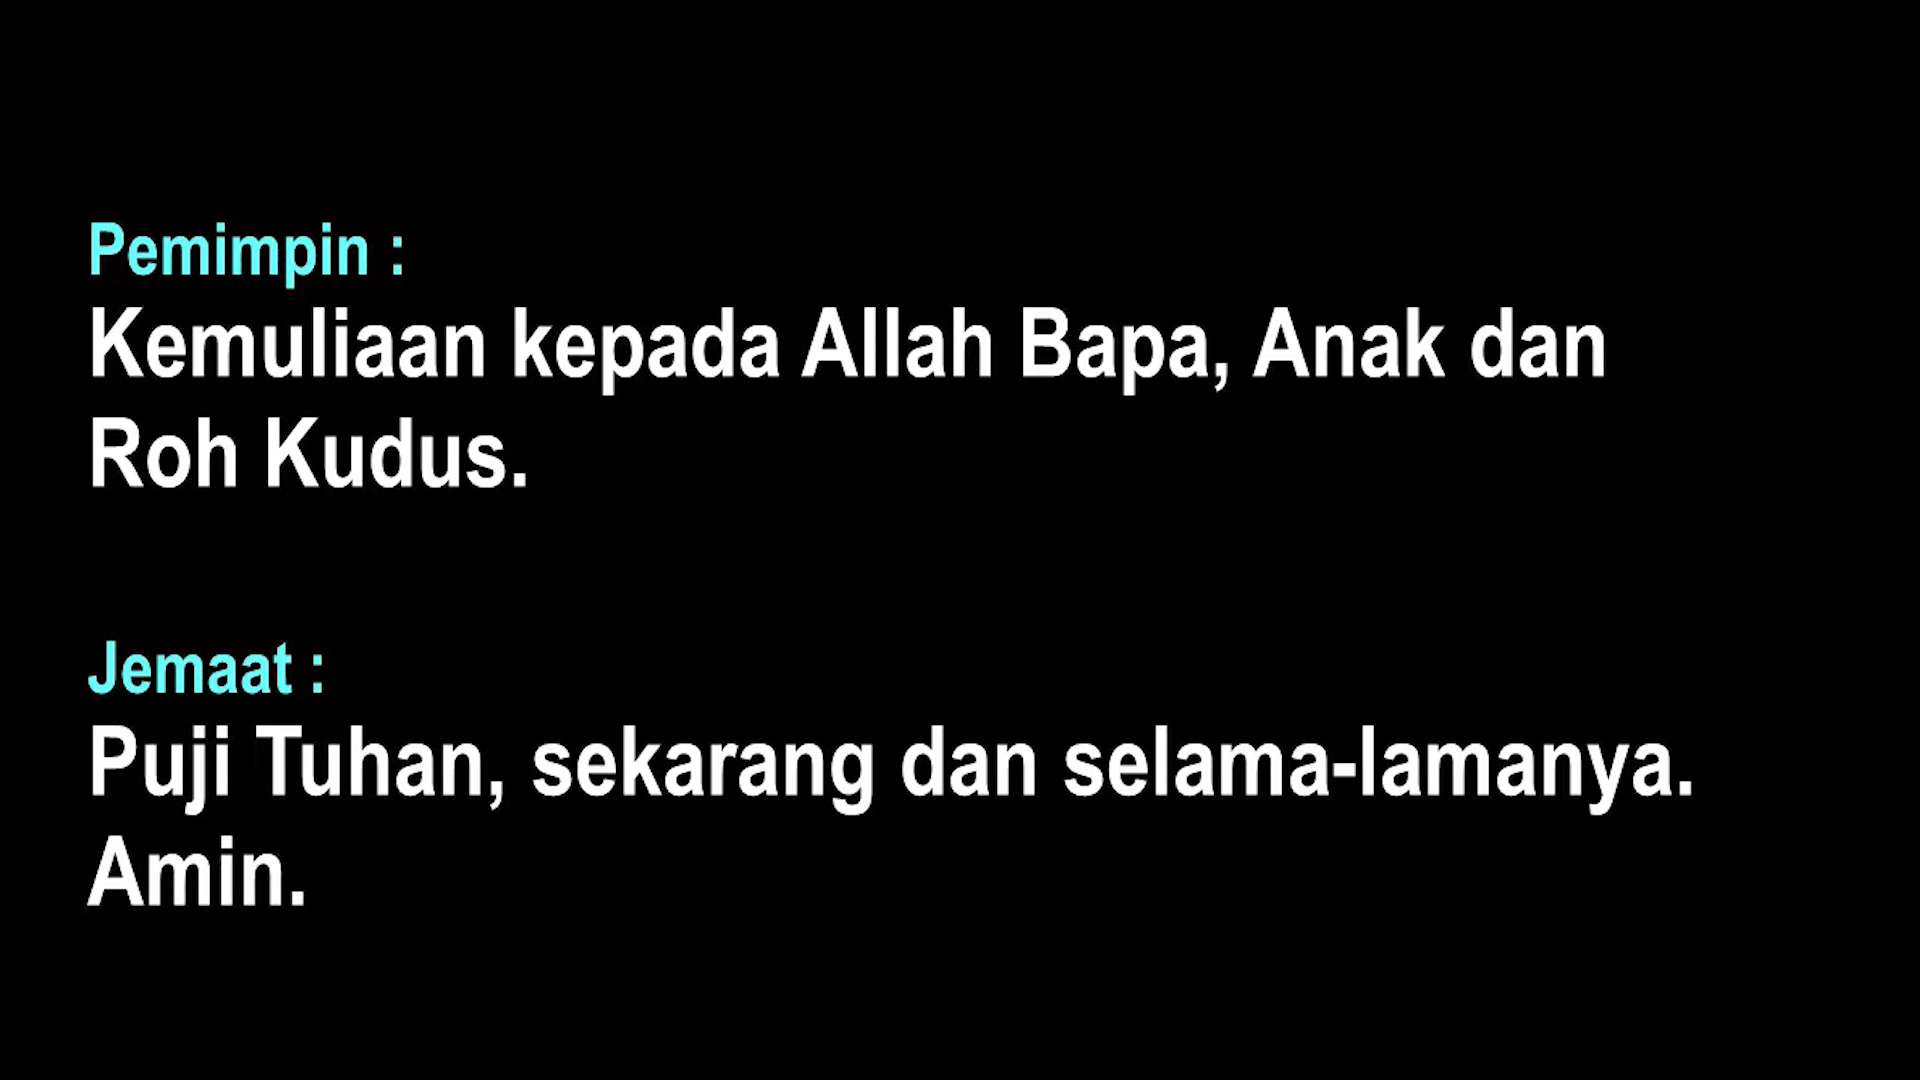 Pemimpin :
Kemuliaan kepada Allah Bapa, Anak dan
Roh Kudus.
Jemaat :
Puji Tuhan, sekarang dan selama-lamanya.
Amin.